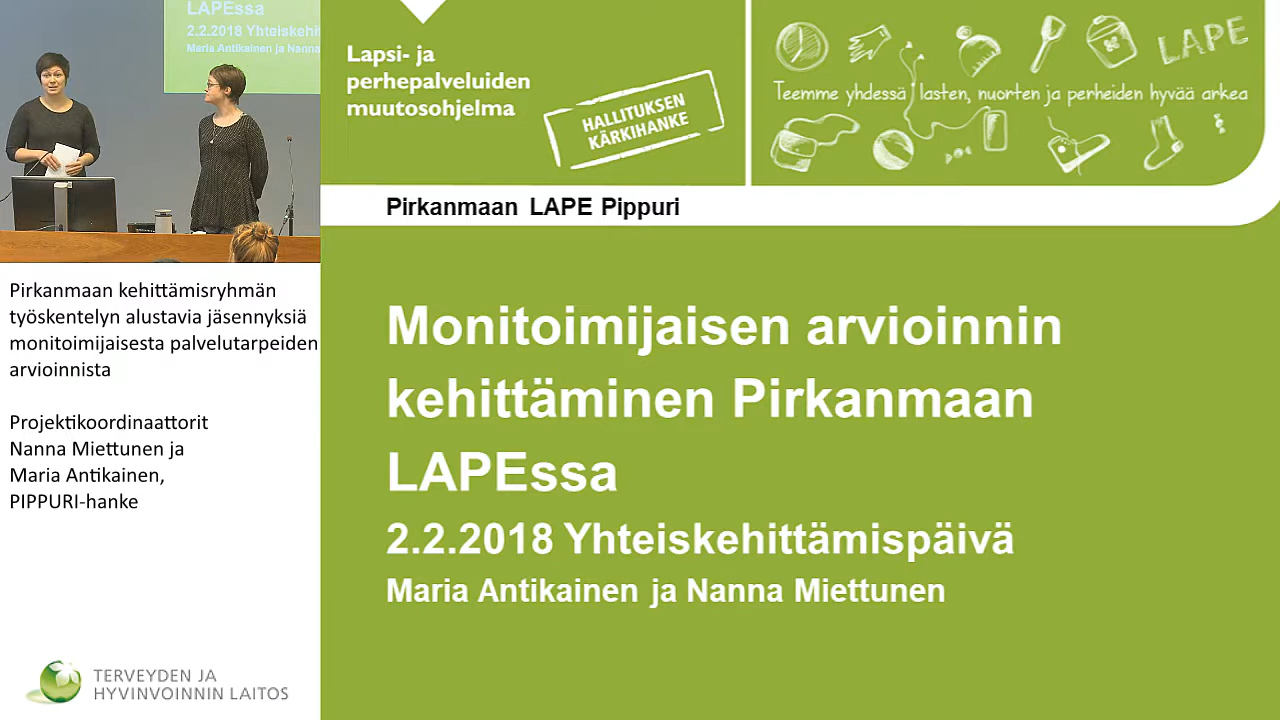 LAPEssa
2.2.2018 Yhteiskehi
Maria Antikainen ja Nanna
Pirkanmaan kehittämisryhmän
työskentelyn alustavia jäsennyksiä
monitoimijaisesta palvelutarpeiden
arvioinnista
Projektikoordinaattorit
Nanna Miettunen ja
Maria Antikainen,
PIPPURI-hanke
TERVEYDEN JA
HYVINVOINNIN LAITOS
Lapsi- ja
perhepalveluiden
muutosohjelma
HALLITUKSEN
KÄRKIHANKE
LAPE
Teemme yhdessä lasten, nuorten ja perheiden hyvää arkea
Pirkanmaan LAPE Pippuri
Monitoimijaisen arvioinnin
kehittäminen Pirkanmaan
LAPEssa
2.2.2018 Yhteiskehittämispäivä
Maria Antikainen ja Nanna Miettunen